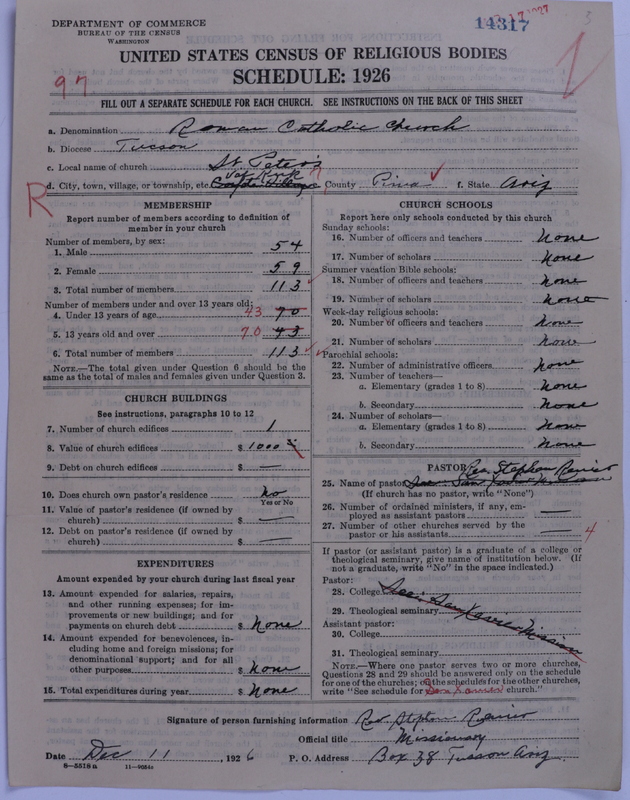 DEPARTMENT OF COMMERCE
BUREAU OF THE CENSUS
WASHINGTON
14317
UNITED STATES CENSUS OF RELIGIOUS BODIES
SCHEDULE: 1926
97
FILL OUT A SEPARATE SCHEDULE FOR EACH CHURCH. SEE INSTRUCTIONS ON THE BACK OF THIS SHEET
a. Denomination Roman Catholic Church
b. Diocese Tucson
c. Local name of church St Peter's
d. City, town, village, or township, etc. County Pima f. State Ariz
R
MEMBERSHIP
Report number of members according to definition of member in your church
Number of members, by sex:
1. Male 54
2. Female 59
3. Total number of members 113
Number of members under and over 13 years old:
4. Under 13 years of age 43 70
5. 13 years old and over 70 43
6. Total number of members 113
NOTE.—The total given under Question 6 should be the same as the total of males and females given under Question 3.
CHURCH BUILDINGS
See instructions, paragraphs 10 to 12
7. Number of church edifices 1
8. Value of church edifices $ 1000
9. Debt on church edifices $ —
10. Does church own pastor's residence No
Yes or No
11. Value of pastor's residence (if owned by church) $ —
12. Debt on pastor's residence (if owned by church) $ —
EXPENDITURES
Amount expended by your church during last fiscal year
13. Amount expended for salaries, repairs, and other running expenses; for improvements or new buildings; and for payments on church debt $ None
14. Amount expended for benevolences, including home and foreign missions; for denominational support; and for all other purposes $ None
15. Total expenditures during year $ None
CHURCH SCHOOLS
Report here only schools conducted by this church
Sunday schools:
16. Number of officers and teachers None
17. Number of scholars None
Summer vacation Bible schools:
18. Number of officers and teachers None
19. Number of scholars None
Week-day religious schools:
20. Number of officers and teachers None
21. Number of scholars None
Parochial schools:
22. Number of administrative officers None
23. Number of teachers—
a. Elementary (grades 1 to 8) None
b. Secondary None
24. Number of scholars—
a. Elementary (grades 1 to 8) None
b. Secondary None
PASTOR
25. Name of pastor Rev. Stephan
(If church has no pastor, write "None")
26. Number of ordained ministers, if any, employed as assistant pastors —
27. Number of other churches served by the pastor or his assistants — 4
If pastor (or assistant pastor) is a graduate of a college or theological seminary, give name of institution below. (If not a graduate, write "No" in the space indicated.)
Pastor:
28. College See: San Xavier Mission
29. Theological seminary
Assistant pastor:
30. College
31. Theological seminary
NOTE.—Where one pastor serves two or more churches, Questions 28 and 29 should be answered only on the schedule for one of the churches; on the schedules for the other churches, write "See schedule for San Xavier church."
Signature of person furnishing information Rev Stephan
Official title Missionary
Date Dec 11, 1926 P. O. Address Box 38 Tucson Ariz
8—5518a 11—9054a